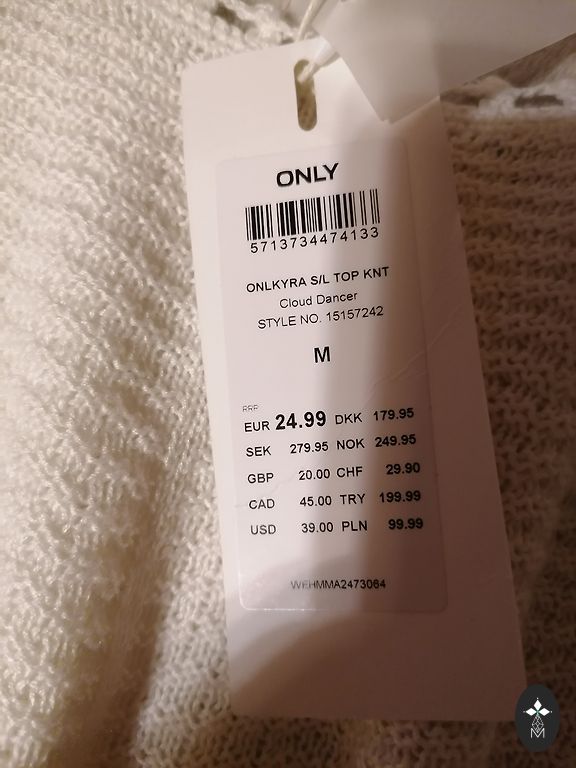 ONLY
5713734474133
ONLKYRA S/L TOP KNT
Cloud Dancer
STYLE NO. 15157242
M
RRP
EUR 24.99 DKK 179.95
SEK 279.95 NOK 249.95
GBP 20.00 CHF 29.90
CAD 45.00 TRY 199.99
USD 39.00 PLN 99.99
WEHMMA2473064
M